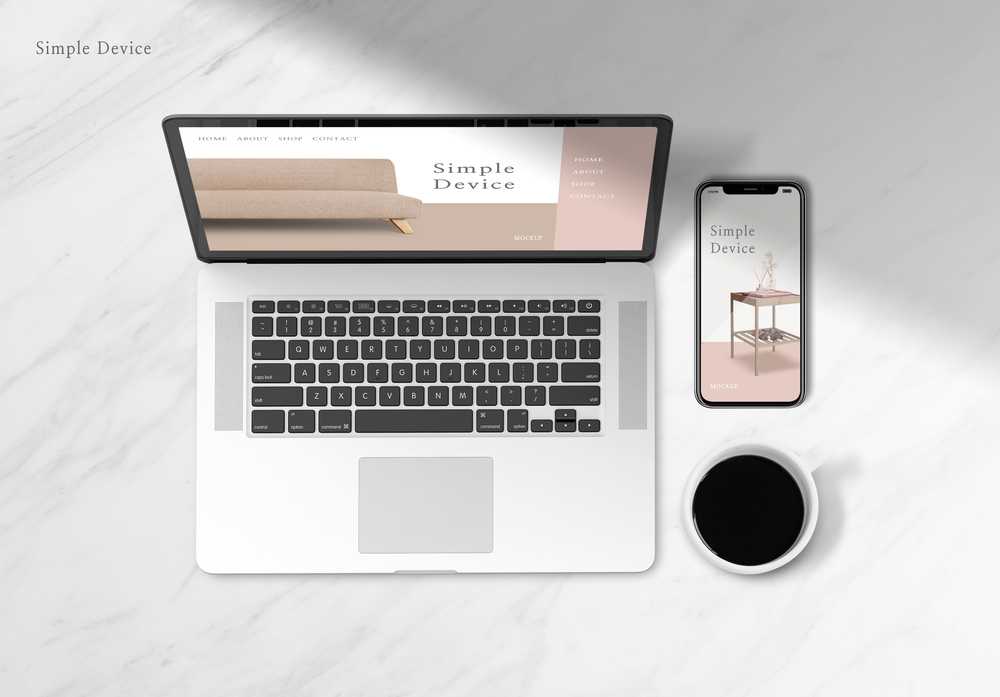 Simple Device
HOME ABOUT SHOP CONTACT
Simple
Device
MOCKUP
HOME
ABOUT
SHOP
CONTACT
Simple
Device
MOCKUP
esc
~ ! @ # $ % ^ & * ( ) _ +
` 1 2 3 4 5 6 7 8 9 0 - = delete
tab Q W E R T Y U I O P
caps lock A S D F G H J K L : "
; ' return
shift Z X C V B N M < > ?
, . / shift
control alt option command ⌘ ⌘ command alt option